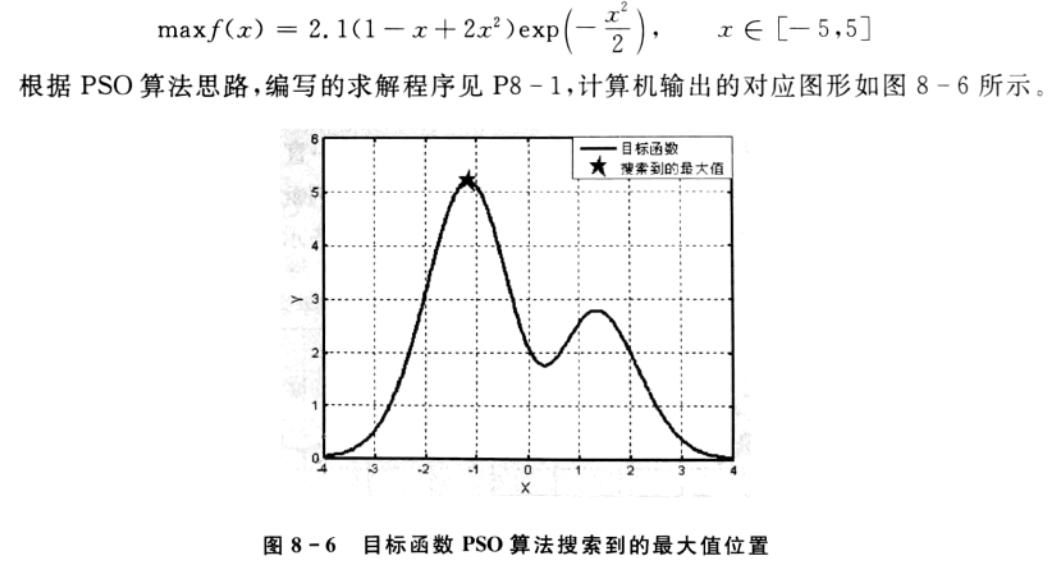 max f(x) = 2.1(1 − x + 2x²)exp(−x²/2), x ∈ [−5,5]
根据 PSO 算法思路,编写的求解程序见 P8-1,计算机输出的对应图形如图 8-6 所示。
6
目标函数
搜索到的最大值
5
4
Y 3
2
1
0
-4 -3 -2 -1 0 1 2 3 4
X
图 8-6 目标函数 PSO 算法搜索到的最大值位置